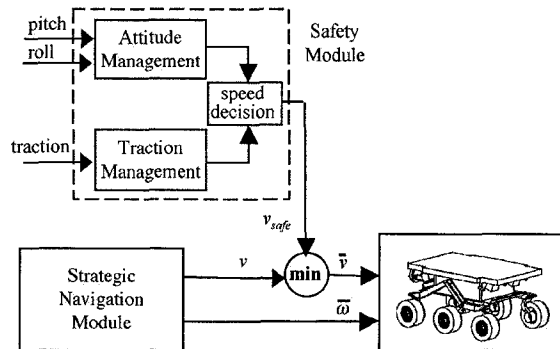 pitch
roll
Attitude
Management
Safety
Module
speed
decision
traction
Traction
Management
v_safe
v
min
v̄
Strategic
Navigation
Module
ω̄